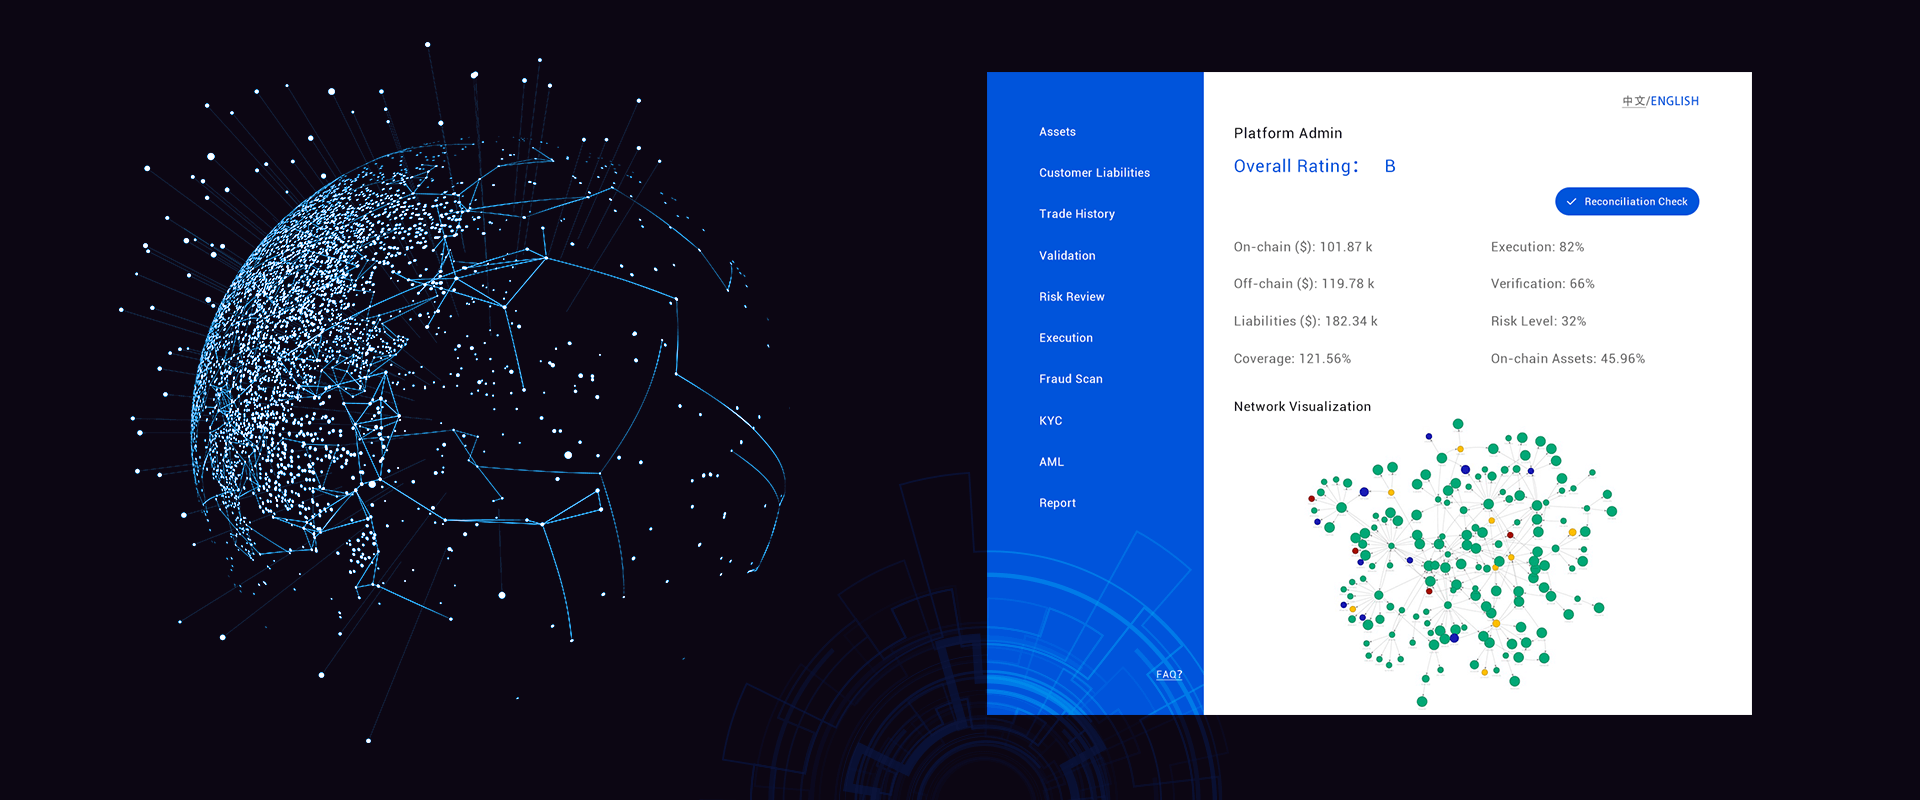 Assets
Customer Liabilities
Trade History
Validation
Risk Review
Execution
Fraud Scan
KYC
AML
Report
FAQ?
中文/ENGLISH
Platform Admin
Overall Rating： B
Reconciliation Check
On-chain ($): 101.87 k
Execution: 82%
Off-chain ($): 119.78 k
Verification: 66%
Liabilities ($): 182.34 k
Risk Level: 32%
Coverage: 121.56%
On-chain Assets: 45.96%
Network Visualization